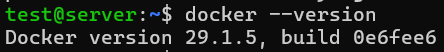 test@server:~$ docker --version
Docker version 29.1.5, build 0e6fee6